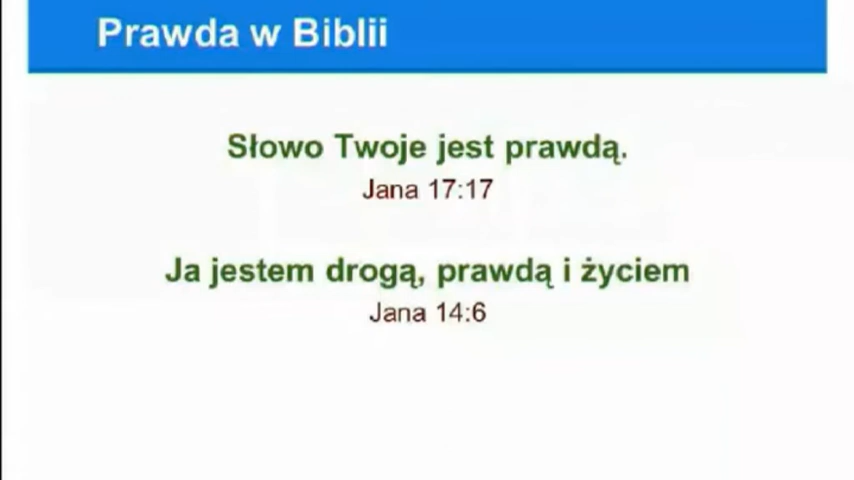 Prawda w Biblii
Słowo Twoje jest prawdą.
Jana 17:17
Ja jestem drogą, prawdą i życiem
Jana 14:6